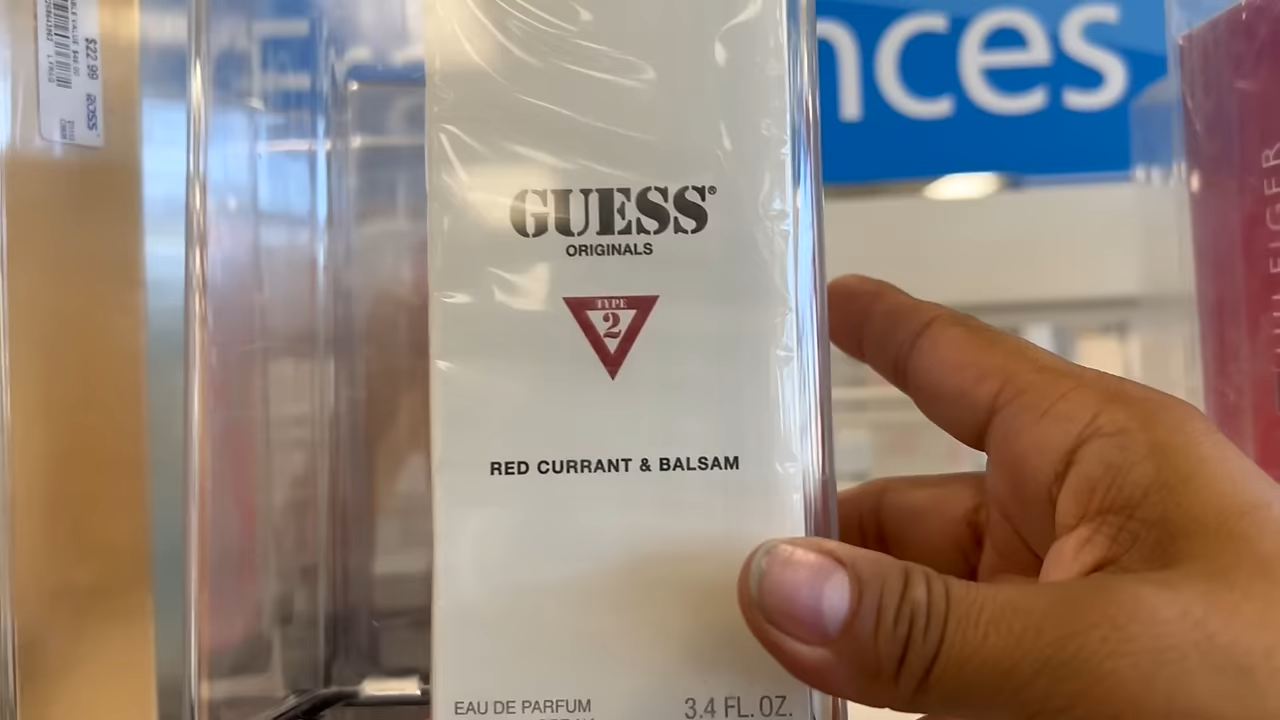 $22.99 ROSS
nces
GUESS®
ORIGINALS
TYPE
2
RED CURRANT & BALSAM
EAU DE PARFUM
3.4 FL. OZ.